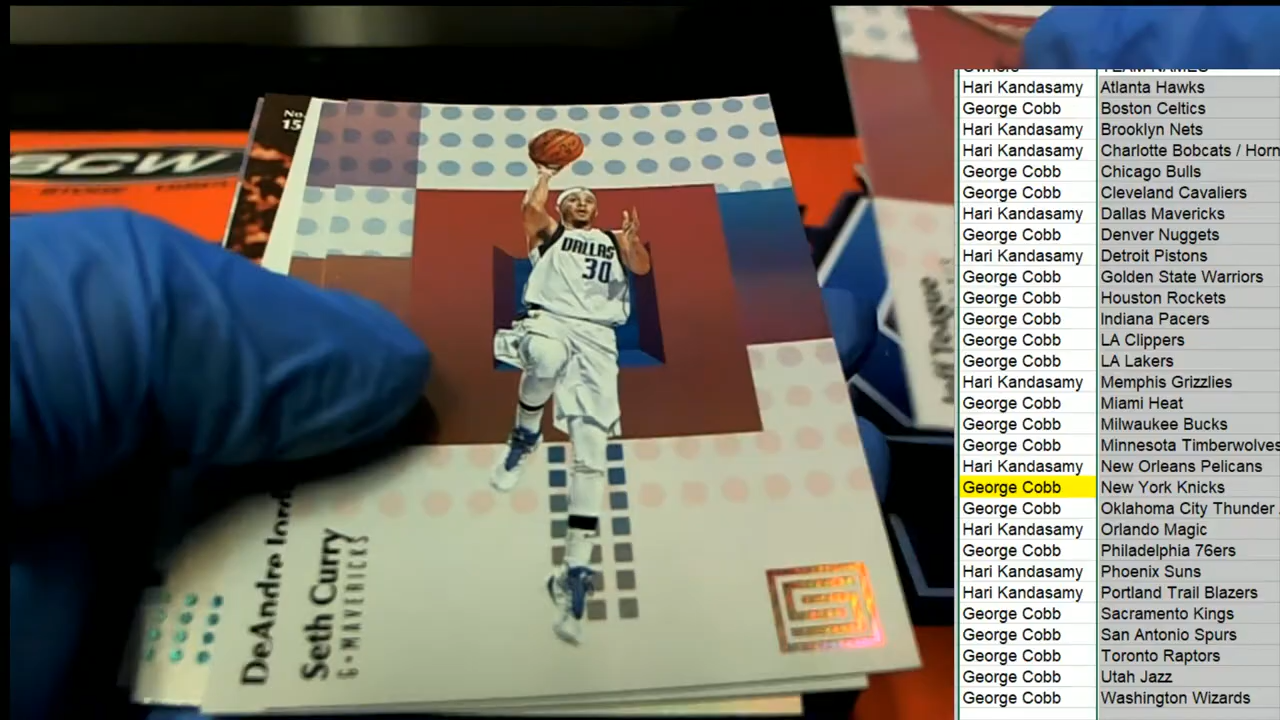 No.
15
BCW
DALLAS
30
DeAndre
Seth Curry
G·MAVERICKS
Jeff Teague
Owners TEAM NAMES
Hari Kandasamy Atlanta Hawks
George Cobb Boston Celtics
Hari Kandasamy Brooklyn Nets
Hari Kandasamy Charlotte Bobcats / Horn
George Cobb Chicago Bulls
George Cobb Cleveland Cavaliers
Hari Kandasamy Dallas Mavericks
George Cobb Denver Nuggets
Hari Kandasamy Detroit Pistons
George Cobb Golden State Warriors
George Cobb Houston Rockets
George Cobb Indiana Pacers
George Cobb LA Clippers
George Cobb LA Lakers
Hari Kandasamy Memphis Grizzlies
George Cobb Miami Heat
George Cobb Milwaukee Bucks
George Cobb Minnesota Timberwolves
Hari Kandasamy New Orleans Pelicans
George Cobb New York Knicks
George Cobb Oklahoma City Thunder
Hari Kandasamy Orlando Magic
George Cobb Philadelphia 76ers
Hari Kandasamy Phoenix Suns
Hari Kandasamy Portland Trail Blazers
George Cobb Sacramento Kings
George Cobb San Antonio Spurs
George Cobb Toronto Raptors
George Cobb Utah Jazz
George Cobb Washington Wizards